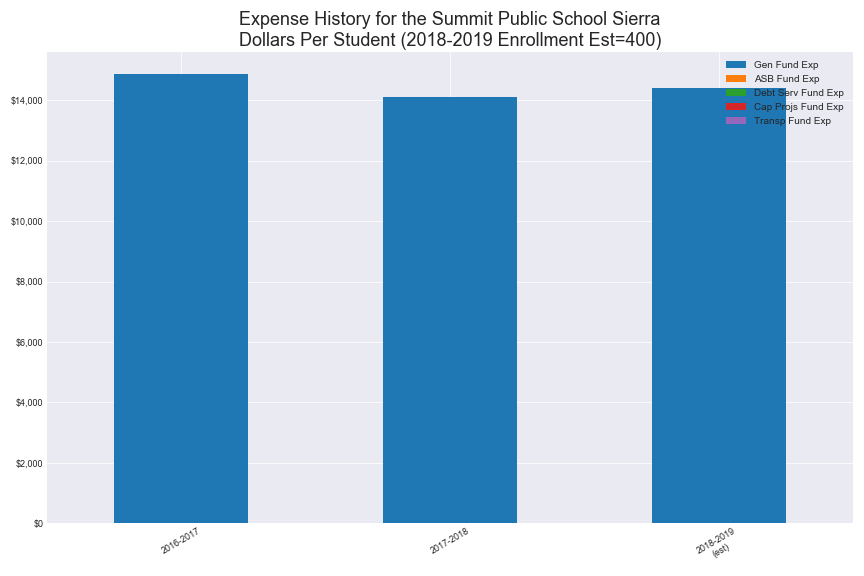 Expense History for the Summit Public School Sierra
Dollars Per Student (2018-2019 Enrollment Est=400)
Gen Fund Exp
ASB Fund Exp
Debt Serv Fund Exp
Cap Projs Fund Exp
Transp Fund Exp
$14,000
$12,000
$10,000
$8,000
$6,000
$4,000
$2,000
$0
2016-2017
2017-2018
2018-2019
(est)